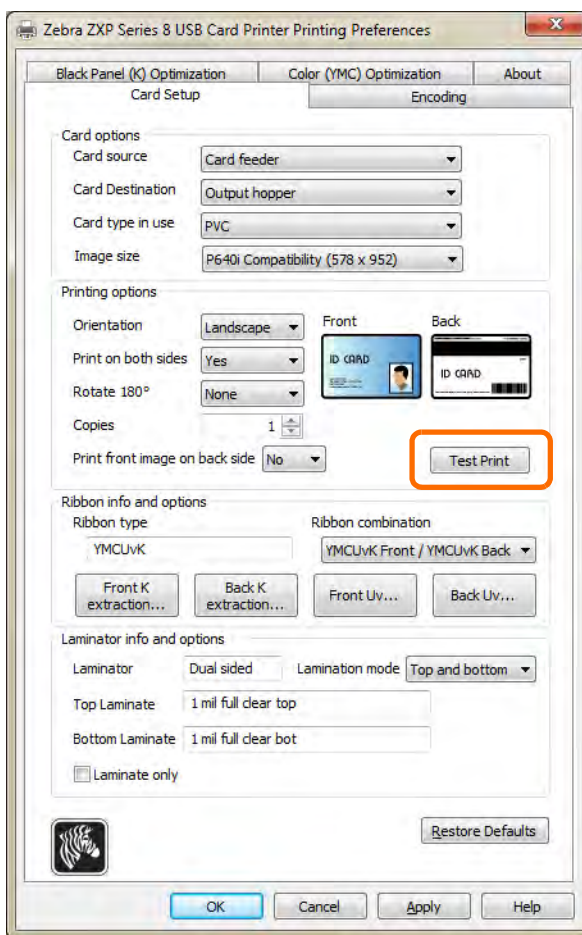 Zebra ZXP Series 8 USB Card Printer Printing Preferences
Black Panel (K) Optimization Color (YMC) Optimization About
Card Setup Encoding
Card options
Card source Card feeder
Card Destination Output hopper
Card type in use PVC
Image size P640i Compatibility (578 x 952)
Printing options
Orientation Landscape Front Back
Print on both sides Yes ID CARD ID CARD
Rotate 180° None
Copies 1
Print front image on back side No Test Print
Ribbon info and options
Ribbon type Ribbon combination
YMCUvK YMCUvK Front / YMCUvK Back
Front K extraction... Back K extraction... Front Uv... Back Uv...
Laminator info and options
Laminator Dual sided Lamination mode Top and bottom
Top Laminate 1 mil full clear top
Bottom Laminate 1 mil full clear bot
Laminate only
Restore Defaults
OK Cancel Apply Help